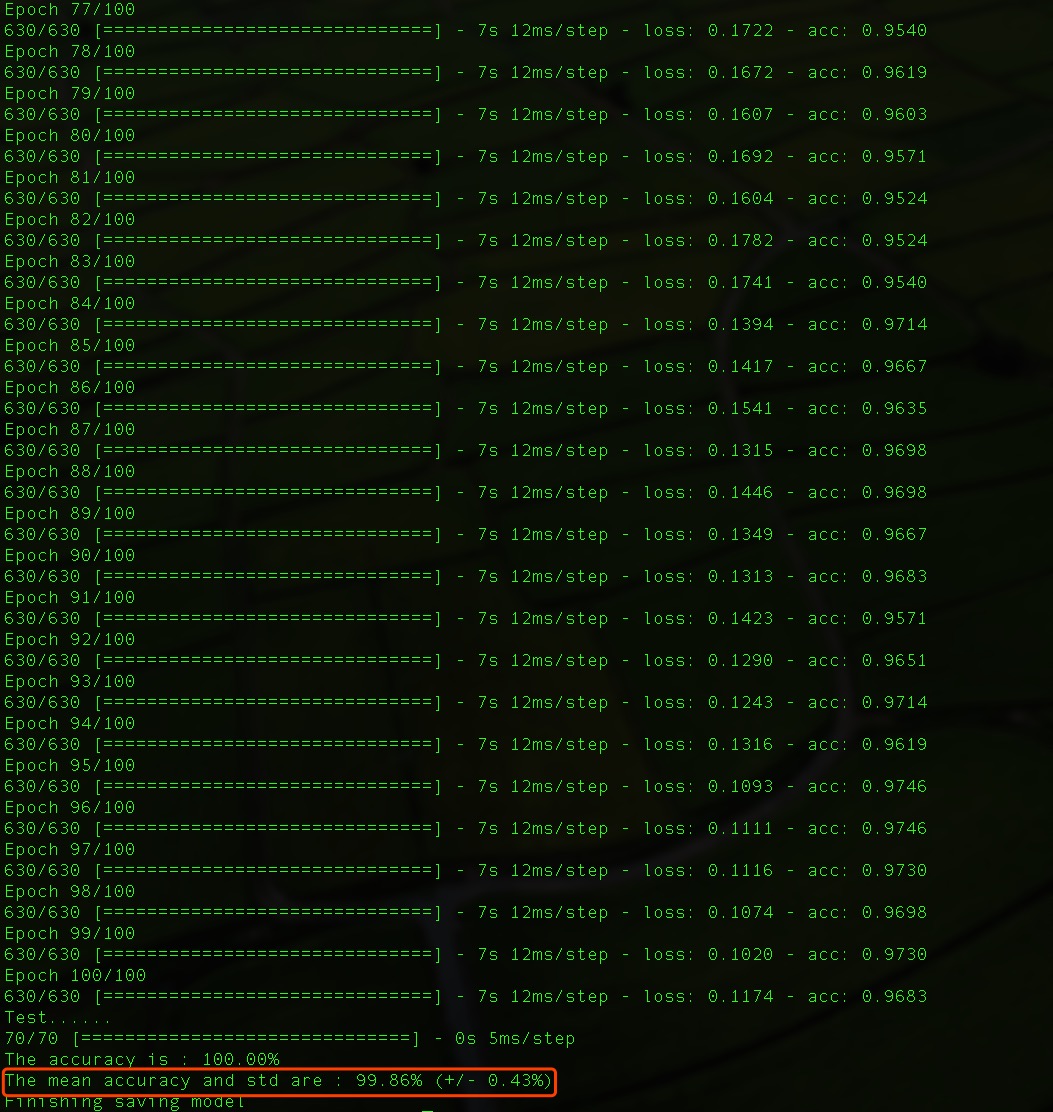 Epoch 77/100
630/630 [==============================] - 7s 12ms/step - loss: 0.1722 - acc: 0.9540
Epoch 78/100
630/630 [==============================] - 7s 12ms/step - loss: 0.1672 - acc: 0.9619
Epoch 79/100
630/630 [==============================] - 7s 12ms/step - loss: 0.1607 - acc: 0.9603
Epoch 80/100
630/630 [==============================] - 7s 12ms/step - loss: 0.1692 - acc: 0.9571
Epoch 81/100
630/630 [==============================] - 7s 12ms/step - loss: 0.1604 - acc: 0.9524
Epoch 82/100
630/630 [==============================] - 7s 12ms/step - loss: 0.1782 - acc: 0.9524
Epoch 83/100
630/630 [==============================] - 7s 12ms/step - loss: 0.1741 - acc: 0.9540
Epoch 84/100
630/630 [==============================] - 7s 12ms/step - loss: 0.1394 - acc: 0.9714
Epoch 85/100
630/630 [==============================] - 7s 12ms/step - loss: 0.1417 - acc: 0.9667
Epoch 86/100
630/630 [==============================] - 7s 12ms/step - loss: 0.1541 - acc: 0.9635
Epoch 87/100
630/630 [==============================] - 7s 12ms/step - loss: 0.1315 - acc: 0.9698
Epoch 88/100
630/630 [==============================] - 7s 12ms/step - loss: 0.1446 - acc: 0.9698
Epoch 89/100
630/630 [==============================] - 7s 12ms/step - loss: 0.1349 - acc: 0.9667
Epoch 90/100
630/630 [==============================] - 7s 12ms/step - loss: 0.1313 - acc: 0.9683
Epoch 91/100
630/630 [==============================] - 7s 12ms/step - loss: 0.1423 - acc: 0.9571
Epoch 92/100
630/630 [==============================] - 7s 12ms/step - loss: 0.1290 - acc: 0.9651
Epoch 93/100
630/630 [==============================] - 7s 12ms/step - loss: 0.1243 - acc: 0.9714
Epoch 94/100
630/630 [==============================] - 7s 12ms/step - loss: 0.1316 - acc: 0.9619
Epoch 95/100
630/630 [==============================] - 7s 12ms/step - loss: 0.1093 - acc: 0.9746
Epoch 96/100
630/630 [==============================] - 7s 12ms/step - loss: 0.1111 - acc: 0.9746
Epoch 97/100
630/630 [==============================] - 7s 12ms/step - loss: 0.1116 - acc: 0.9730
Epoch 98/100
630/630 [==============================] - 7s 12ms/step - loss: 0.1074 - acc: 0.9698
Epoch 99/100
630/630 [==============================] - 7s 12ms/step - loss: 0.1020 - acc: 0.9730
Epoch 100/100
630/630 [==============================] - 7s 12ms/step - loss: 0.1174 - acc: 0.9683
Test......
70/70 [==============================] - 0s 5ms/step
The accuracy is : 100.00%
The mean accuracy and std are : 99.86% (+/- 0.43%)
Finishing saving model